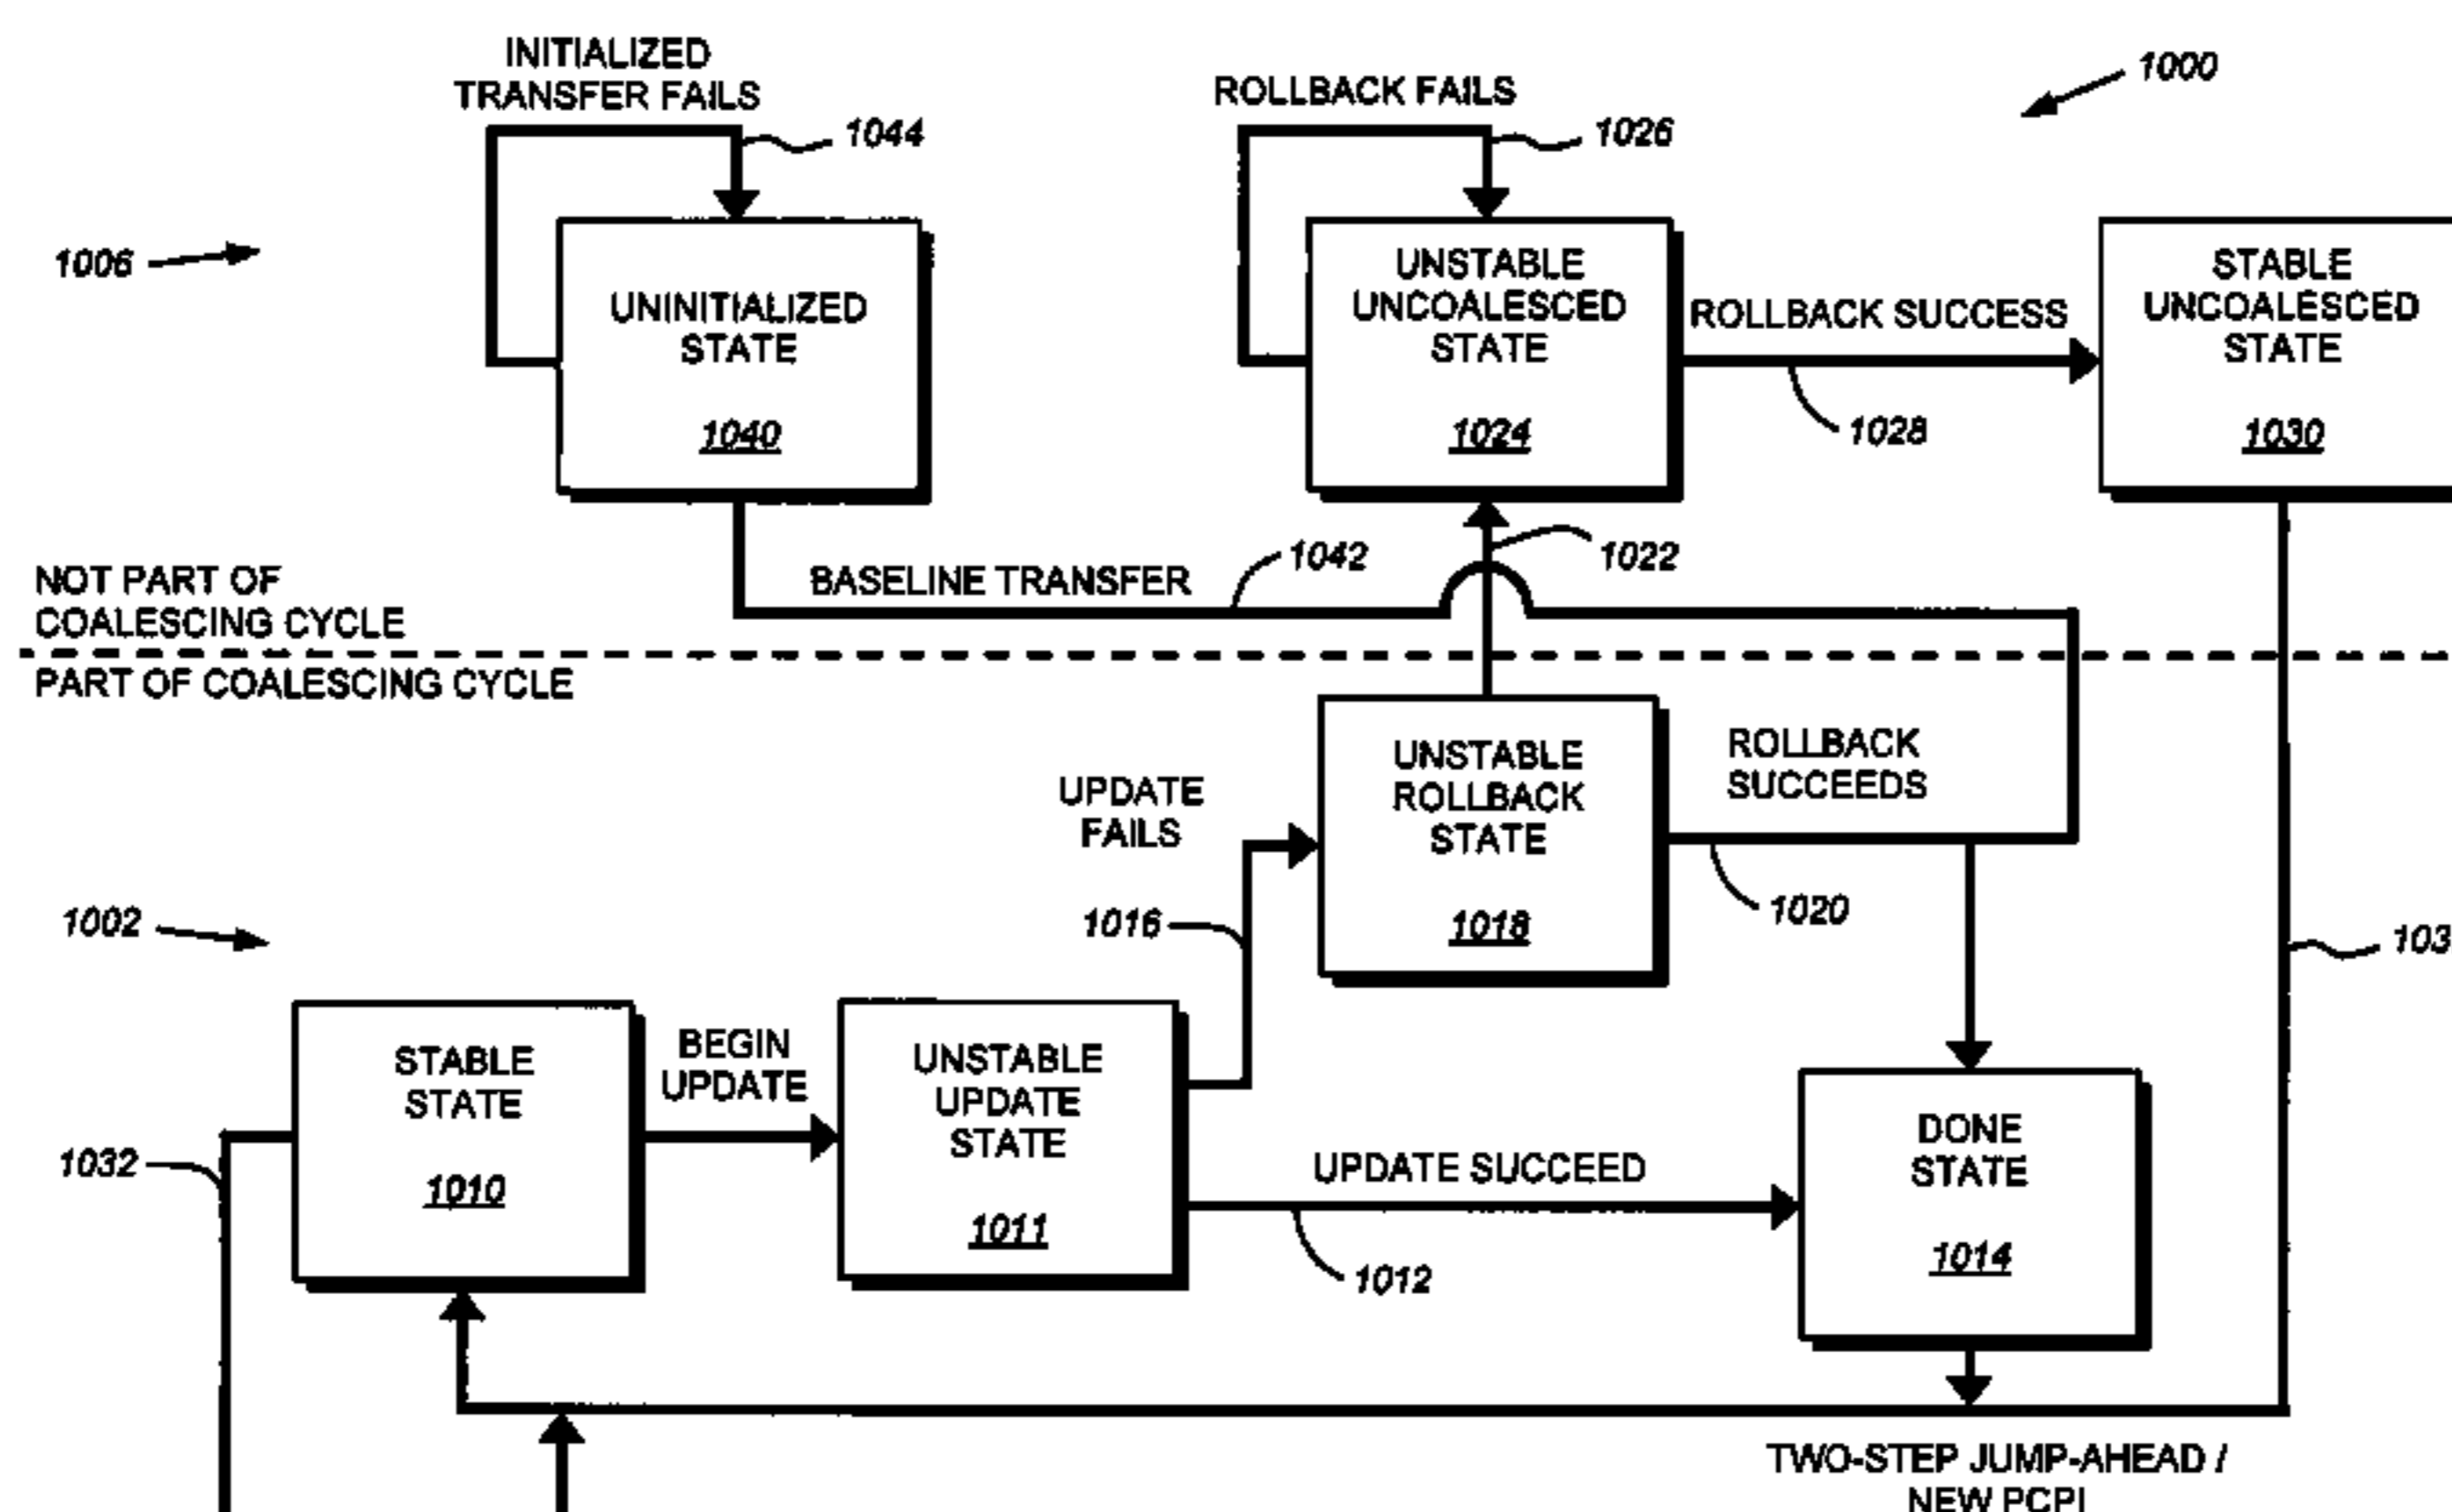 INITIALIZED
TRANSFER FAILS
1044
ROLLBACK FAILS
1026
1000
1006
UNINITIALIZED
STATE
1040
UNSTABLE
UNCOALESCED
STATE
1024
ROLLBACK SUCCESS
1028
STABLE
UNCOALESCED
STATE
1030
NOT PART OF
COALESCING CYCLE
BASELINE TRANSFER
1042
1022
PART OF COALESCING CYCLE
UPDATE
FAILS
1016
UNSTABLE
ROLLBACK
STATE
1018
ROLLBACK
SUCCEEDS
1020
103
1002
STABLE
STATE
1010
BEGIN
UPDATE
UNSTABLE
UPDATE
STATE
1011
UPDATE SUCCEED
1012
DONE
STATE
1014
1032
TWO-STEP JUMP-AHEAD /
NEW PCPI